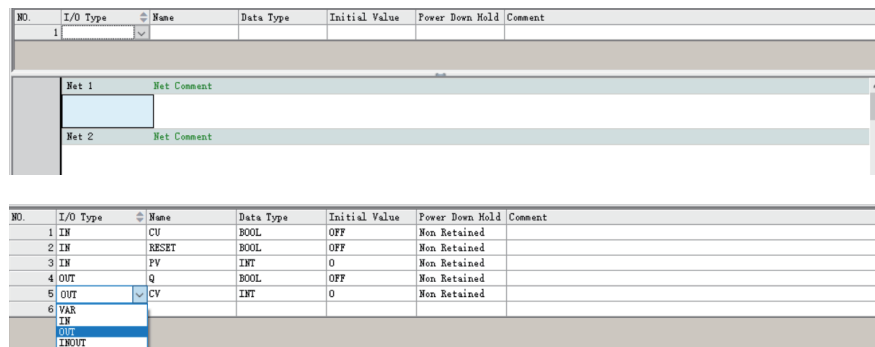 NO. I/O Type Name Data Type Initial Value Power Down Hold Comment
1
Net 1 Net Comment
Net 2 Net Comment
NO. I/O Type Name Data Type Initial Value Power Down Hold Comment
1 IN CU BOOL OFF Non Retained
2 IN RESET BOOL OFF Non Retained
3 IN PV INT 0 Non Retained
4 OUT Q BOOL OFF Non Retained
5 OUT CV INT 0 Non Retained
6 VAR
IN
OUT
INOUT